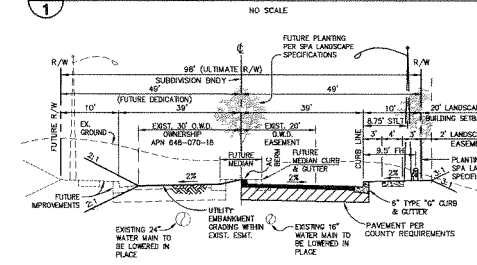 1
NO SCALE
FUTURE PLANTING
PER SPA LANDSCAPE
SPECIFICATIONS
R/W
R/W
98' (ULTIMATE R/W)
SUBDIVISION BNDY
49'
49'
(FUTURE DEDICATION)
FUTURE R/W
10'
39'
39'
10'
20' LANDSCA
BUILDING SETB
8.75' STLT
EX.
GROUND
EXIST. 30' O.W.D.
OWNERSHIP
APN 646-070-18
EXIST. 20'
O.W.D.
EASEMENT
CURB LINE
3'
4'
3'
2' LANDSC
EASEME
9.5' FH
FUTURE
MEDIAN
AC BERM
FUTURE
MEDIAN CURB
& GUTTER
PLANTIN
SPA LA
SPECIFI
2:1
2%
2%
2%
2:1
FUTURE
IMPROVEMENTS
2:1
6" TYPE "G" CURB
& GUTTER
UTILITY
EMBANKMENT
GRADING WITHIN
EXIST. ESMT.
PAVEMENT PER
COUNTY REQUIREMENTS
EXISTING 24"
WATER MAIN TO
BE LOWERED IN
PLACE
EXISTING 16"
WATER MAIN TO
BE LOWERED IN
PLACE